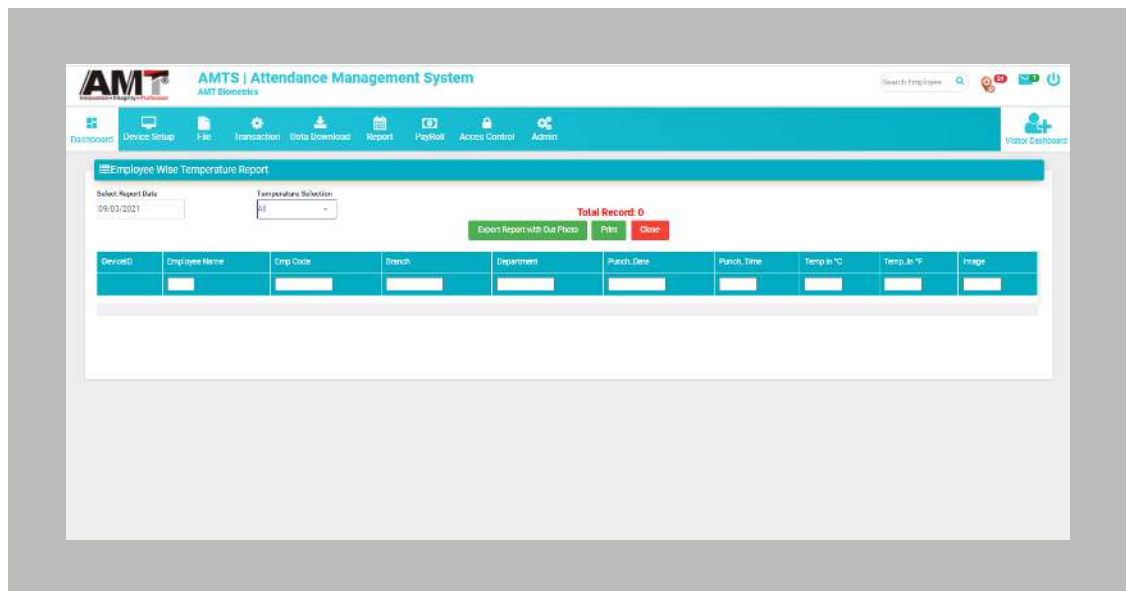 AMT
AMTS | Attendance Management System
AMT Biometrics
Search Employee
Dashboard
Device Setup
File
Transaction
Data Download
Report
PayRoll
Acces Control
Admin
Visitor Dashboard
Employee Wise Temperature Report
Select Report Date
Temperature Selection
09/03/2021
All
Total Record: 0
Export Report with Out Photo
Print
Close
DeviceID
Employee Name
Emp Code
Branch
Department
Punch_Date
Punch_Time
Temp in °C
Temp_In °F
Image